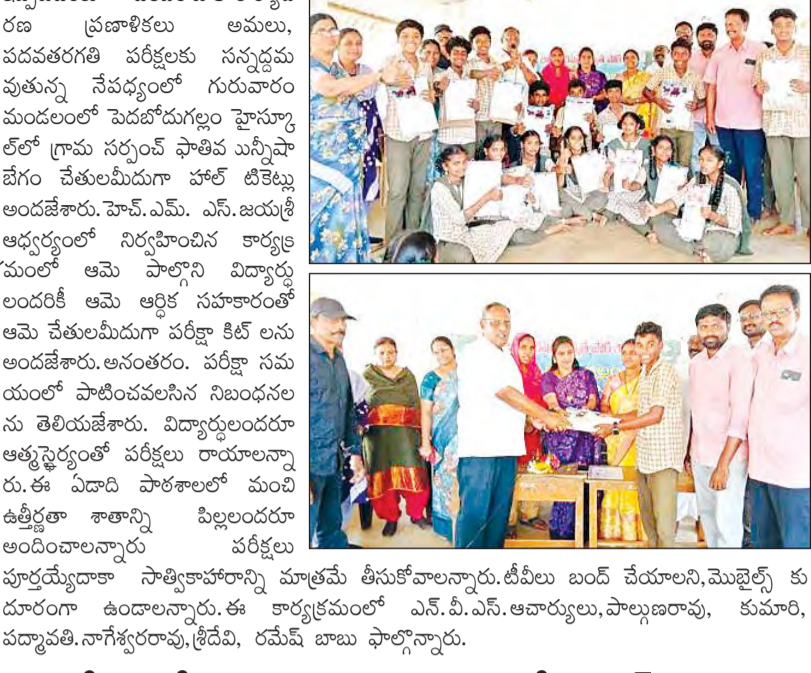 రణ ప్రణాళికలు అమలు,
పదవతరగతి పరీక్షలకు సన్నద్దమ
వుతున్న నేపధ్యంలో గురువారం
మండలంలో పెదబోదుగల్లం హైస్కూ
ల్‌లో గ్రామ సర్పంచ్ ఫాతివ
బేగం చేతులమీదుగా హాల్ టికెట్లు
అందజేశారు.హెచ్.ఎమ్. ఎస్.జయశ్రీ
ఆధ్వర్యంలో నిర్వహించిన కార్యక్ర
మంలో ఆమె పాల్గొని విద్యార్థు
లందరికీ ఆమె ఆర్థిక సహకారంతో
ఆమె చేతులమీదుగా పరీక్షా కిట్ లను
అందజేశారు.అనంతరం. పరీక్షా సమ
యంలో పాటించవలసిన నిబంధనల
ను తెలియజేశారు. విద్యార్థులందరూ
ఆత్మస్థైర్యంతో పరీక్షలు రాయాలన్నా
రు.ఈ ఏడాది పాఠశాలలో మంచి
ఉత్తీర్ణతా శాతాన్ని పిల్లలందరూ
అందించాలన్నారు పరీక్షలు
పూర్తయ్యేదాకా సాత్వికాహారాన్ని మాత్రమే తీసుకోవాలన్నారు.టీవీలు బంద్ చేయాలని,మొబైల్స్ కు
దూరంగా ఉండాలన్నారు.ఈ కార్యక్రమంలో ఎన్.వీ.ఎస్.ఆచార్యులు,పాల్గుణరావు, కుమారి,
పద్మావతి.నాగేశ్వరరావు,శ్రీదేవి, రమేష్ బాబు ఫాల్గొన్నారు.